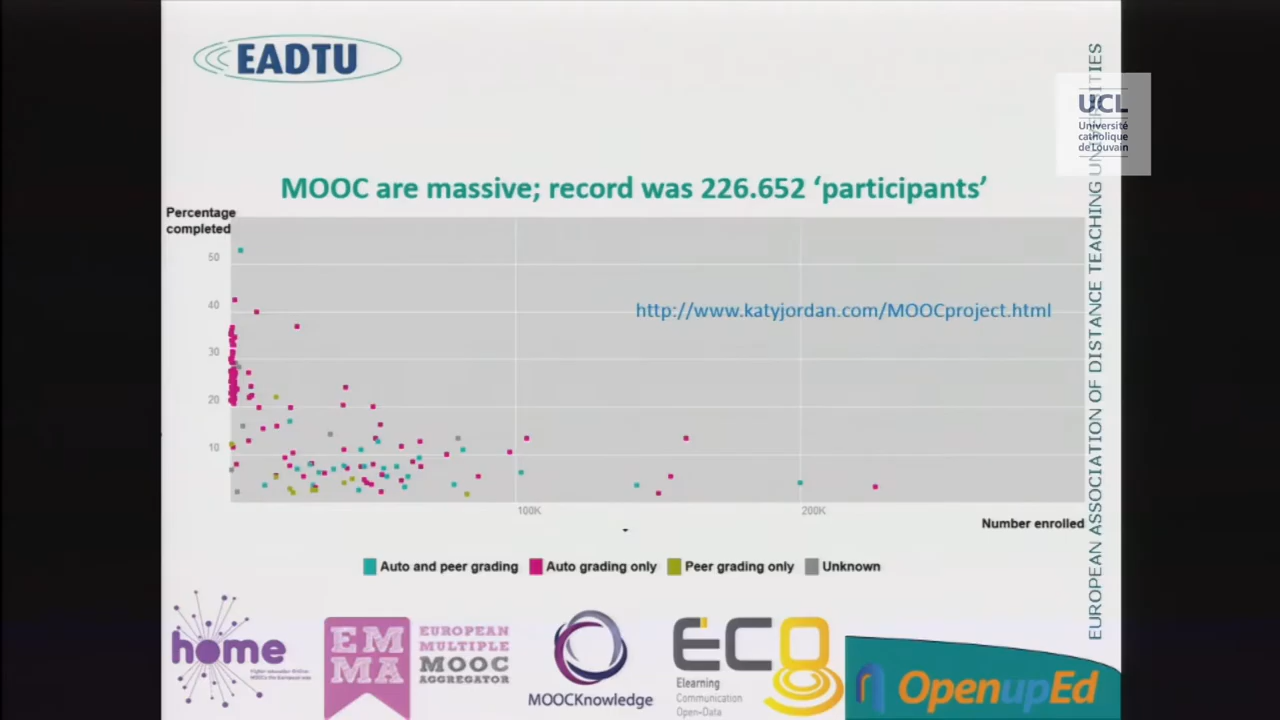 EADTU
UCL
Université
catholique
de Louvain
EUROPEAN ASSOCIATION OF DISTANCE TEACHING UNIVERSITIES
MOOC are massive; record was 226.652 ‘participants’
Percentage
completed
50
40
30
20
10
http://www.katyjordan.com/MOOCproject.html
100K
200K
Number enrolled
Auto and peer grading
Auto grading only
Peer grading only
Unknown
home
EMMA
EUROPEAN
MULTIPLE
MOOC
AGGREGATOR
MOOCKnowledge
ECO
Elearning
Communication
Open-Data
OpenupEd